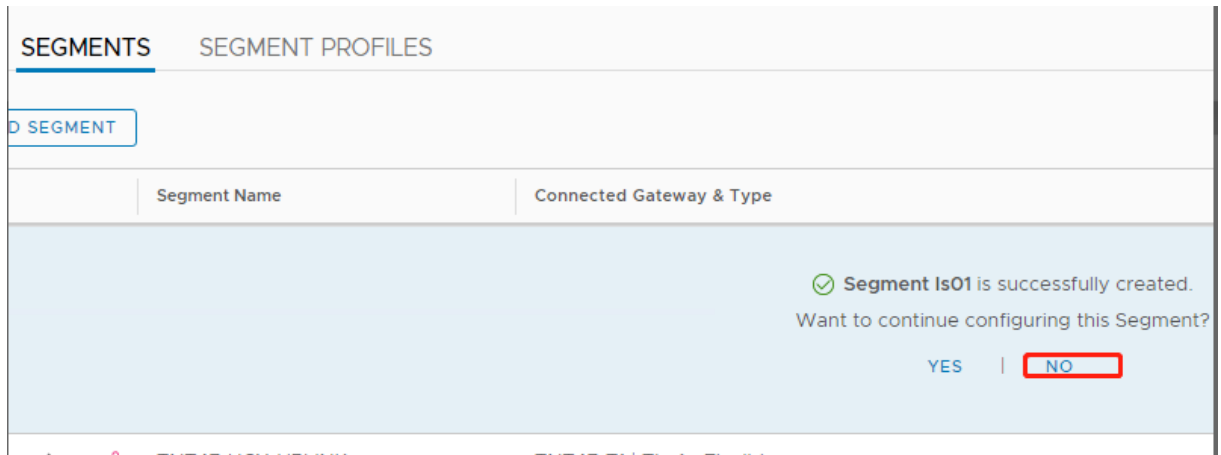 SEGMENTS SEGMENT PROFILES
D SEGMENT
Segment Name Connected Gateway & Type
Segment ls01 is successfully created.
Want to continue configuring this Segment?
YES | NO